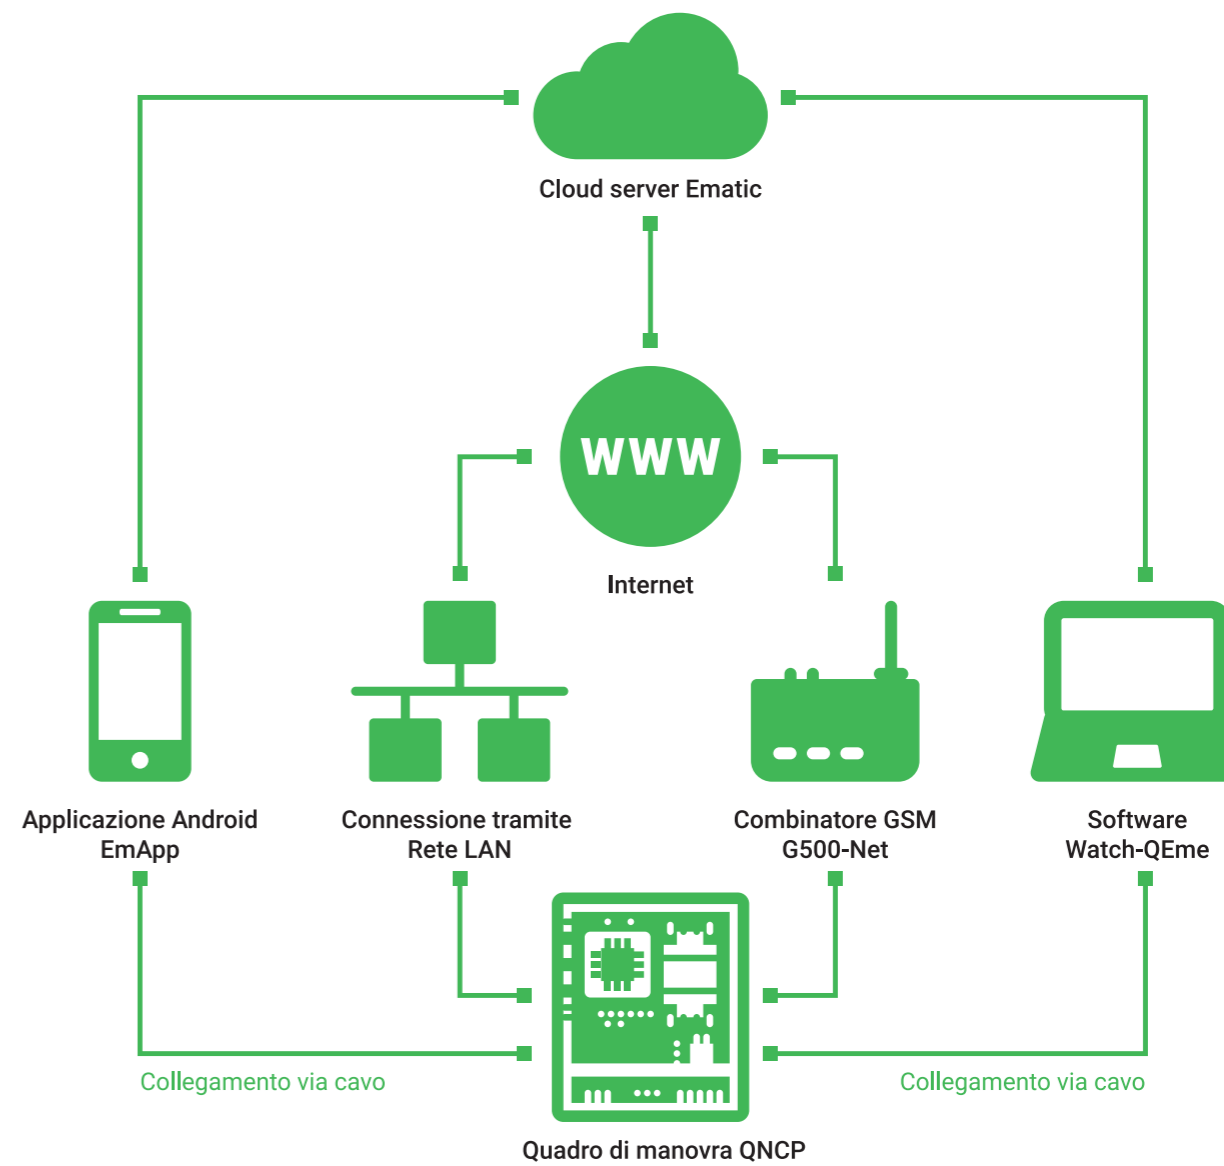 Cloud server Ematic
WWW
Internet
Applicazione Android
EmApp
Connessione tramite
Rete LAN
Combinatore GSM
G500-Net
Software
Watch-QEme
Collegamento via cavo
Collegamento via cavo
Quadro di manovra QNCP